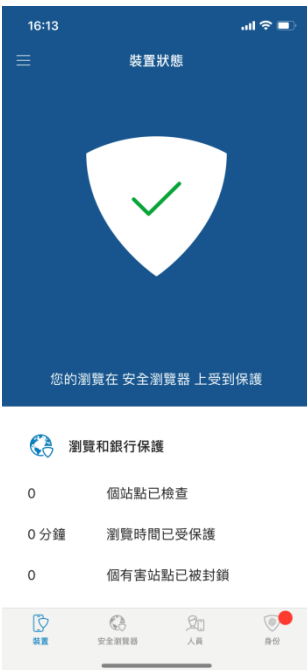 16:13
裝置狀態
您的瀏覽在 安全瀏覽器 上受到保護
瀏覽和銀行保護
0 個站點已檢查
0 分鐘 瀏覽時間已受保護
0 個有害站點已被封鎖
裝置 安全瀏覽器 人員 身份